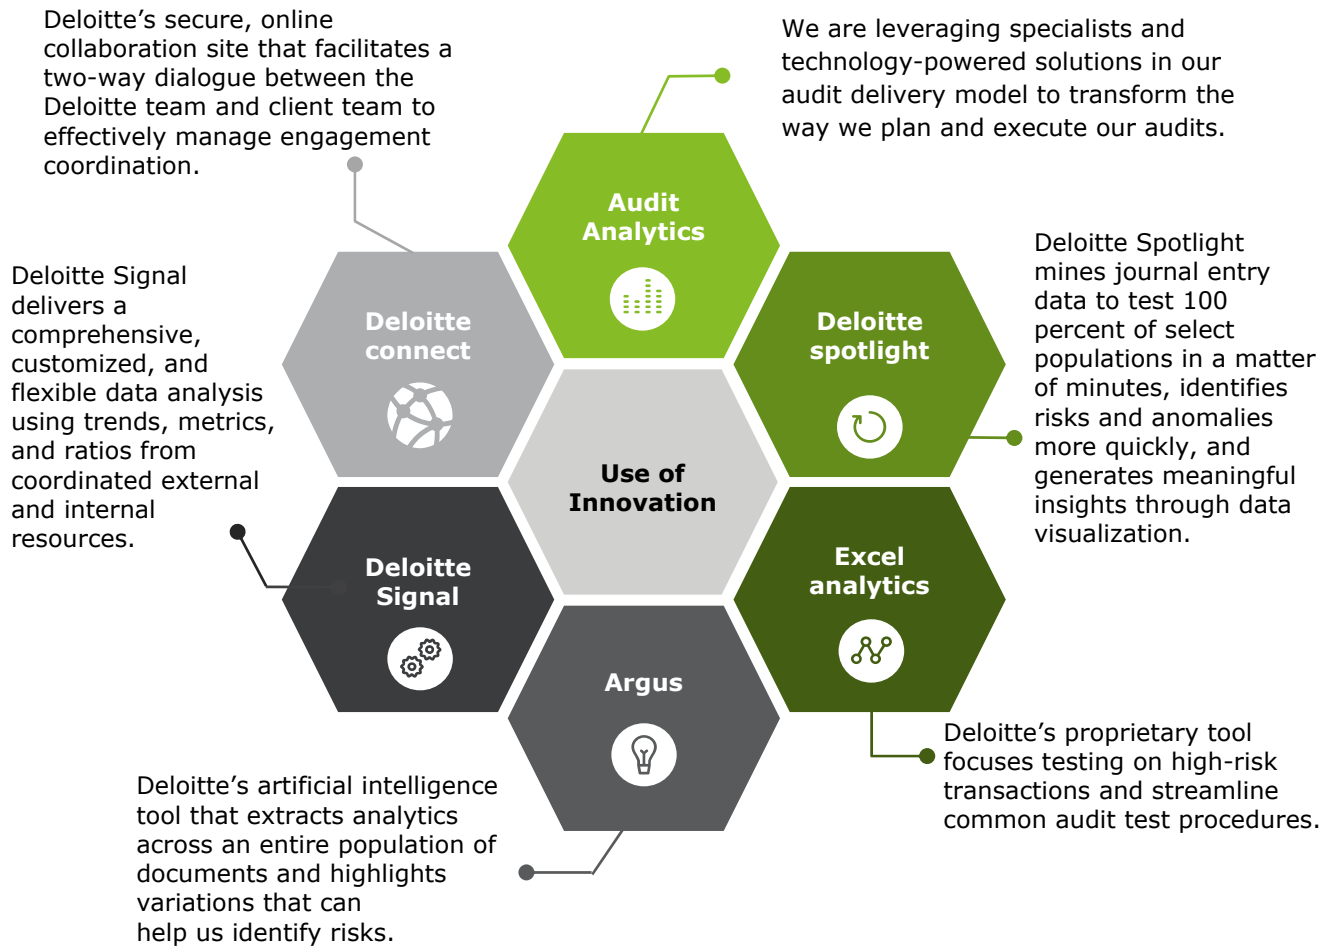 Deloitte’s secure, online
collaboration site that facilitates a
two-way dialogue between the
Deloitte team and client team to
effectively manage engagement
coordination.
We are leveraging specialists and
technology-powered solutions in our
audit delivery model to transform the
way we plan and execute our audits.
Audit
Analytics
Deloitte
connect
Deloitte
spotlight
Deloitte Spotlight
mines journal entry
data to test 100
percent of select
populations in a matter
of minutes, identifies
risks and anomalies
more quickly, and
generates meaningful
insights through data
visualization.
Deloitte Signal
delivers a
comprehensive,
customized, and
flexible data analysis
using trends, metrics,
and ratios from
coordinated external
and internal
resources.
Use of
Innovation
Deloitte
Signal
Excel
analytics
Argus
Deloitte’s proprietary tool
focuses testing on high-risk
transactions and streamline
common audit test procedures.
Deloitte’s artificial intelligence
tool that extracts analytics
across an entire population of
documents and highlights
variations that can
help us identify risks.